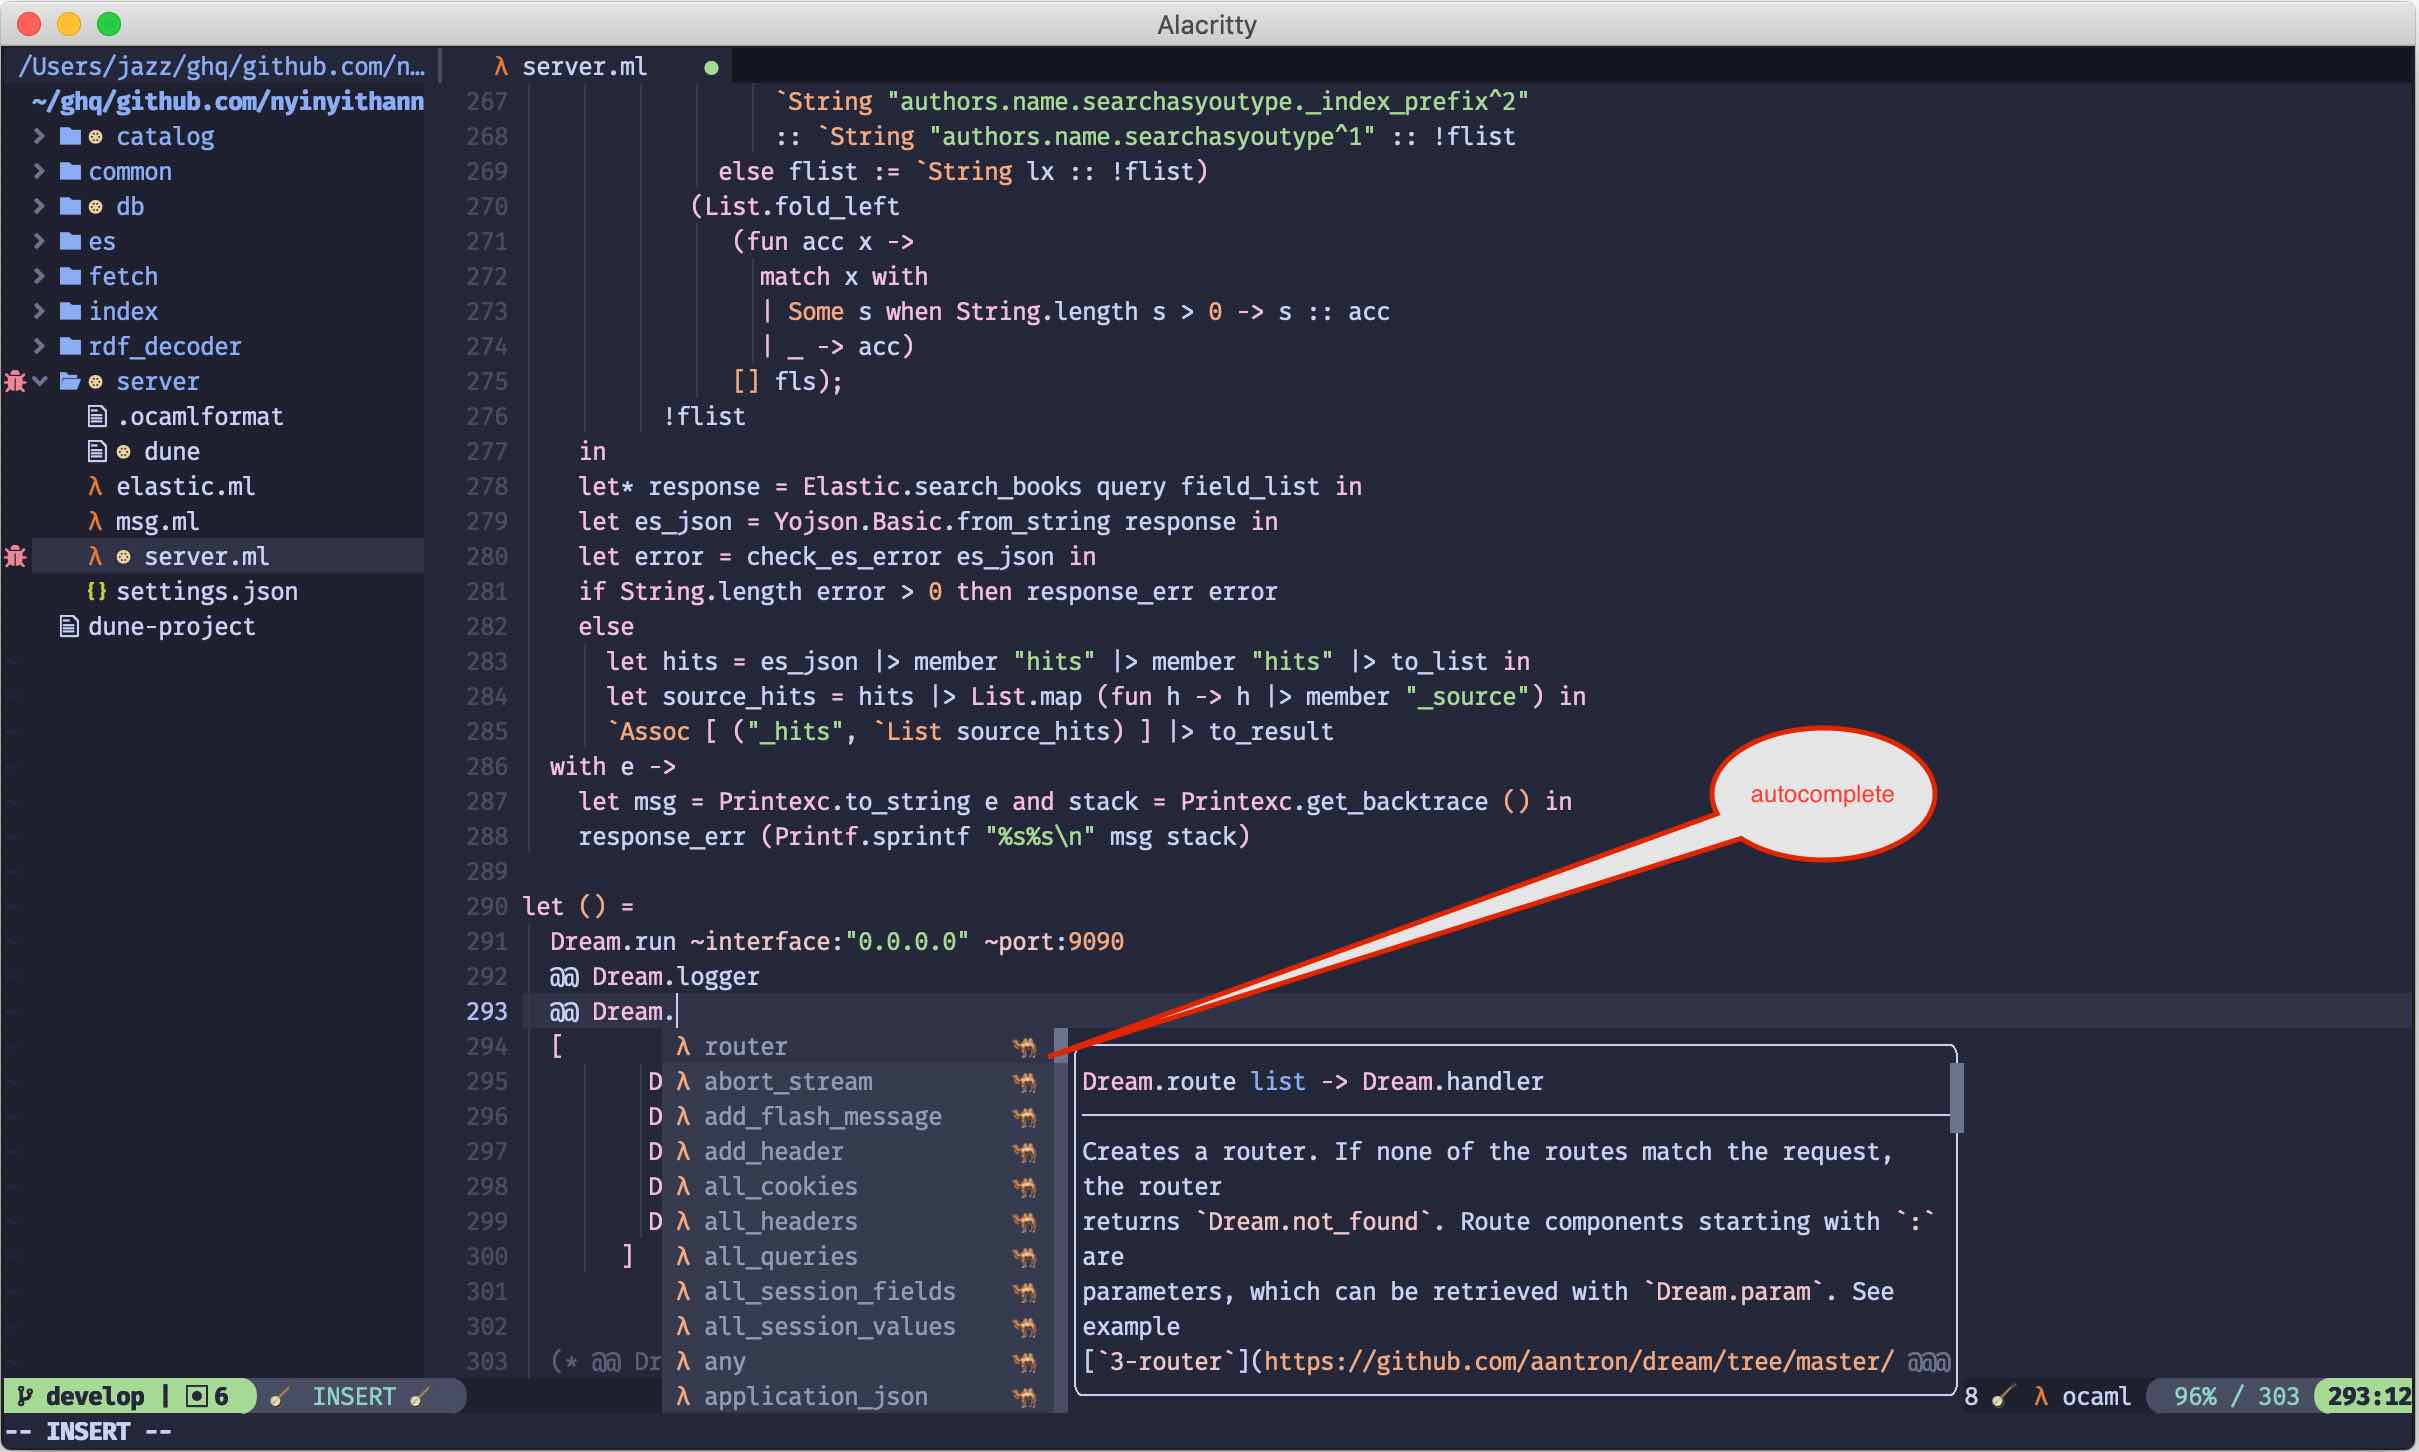 Alacritty
/Users/jazz/ghq/github.com/n…
~/ghq/github.com/nyinyithann
catalog
common
db
es
fetch
index
rdf_decoder
server
.ocamlformat
dune
λ elastic.ml
λ msg.ml
λ server.ml
{} settings.json
dune-project
λ server.ml
267 `String "authors.name.searchasyoutype._index_prefix^2"
268 :: `String "authors.name.searchasyoutype^1" :: !flist
269 else flist := `String lx :: !flist)
270 (List.fold_left
271 (fun acc x ->
272 match x with
273 | Some s when String.length s > 0 -> s :: acc
274 | _ -> acc)
275 [] fls);
276 !flist
277 in
278 let* response = Elastic.search_books query field_list in
279 let es_json = Yojson.Basic.from_string response in
280 let error = check_es_error es_json in
281 if String.length error > 0 then response_err error
282 else
283 let hits = es_json |> member "hits" |> member "hits" |> to_list in
284 let source_hits = hits |> List.map (fun h -> h |> member "_source") in
285 `Assoc [ ("_hits", `List source_hits) ] |> to_result
286 with e ->
287 let msg = Printexc.to_string e and stack = Printexc.get_backtrace () in
288 response_err (Printf.sprintf "%s%s\n" msg stack)
289
290 let () =
291 Dream.run ~interface:"0.0.0.0" ~port:9090
292 @@ Dream.logger
293 @@ Dream.
294 [
295 D
296 D
297 D
298 D
299 D
300 ]
301
302
303 (* @@ Dr
autocomplete
λ router
λ abort_stream
λ add_flash_message
λ add_header
λ all_cookies
λ all_headers
λ all_queries
λ all_session_fields
λ all_session_values
λ any
λ application_json
Dream.route list -> Dream.handler
Creates a router. If none of the routes match the request,
the router
returns `Dream.not_found`. Route components starting with `:`
are
parameters, which can be retrieved with `Dream.param`. See
example
[`3-router`](https://github.com/aantron/dream/tree/master/ @@@
develop | 6 INSERT 8 λ ocaml 96% / 303 293:12
-- INSERT --